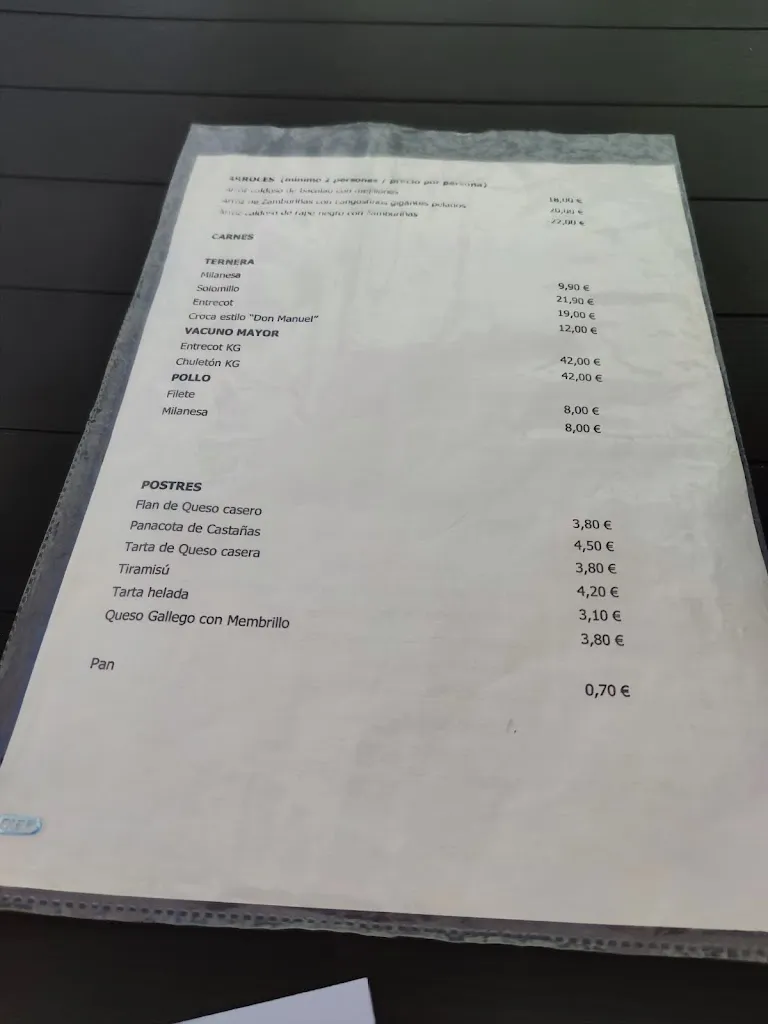 ARROCES (mínimo 2 personas / precio por persona)
Arroz caldoso de bacalao con 18,00 €
Arroz de Zamburiñas con Langostinos gigantes pelados 20,00 €
Arroz caldoso de rape negro con Zamburiñas 22,00 €
CARNES
TERNERA
Milanesa 9,90 €
Solomillo 21,90 €
Entrecot 19,00 €
Croca estilo "Don Manuel" 12,00 €
VACUNO MAYOR
Entrecot KG 42,00 €
Chuletón KG 42,00 €
POLLO
Filete 8,00 €
Milanesa 8,00 €
POSTRES
Flan de Queso casero 3,80 €
Panacota de Castañas 4,50 €
Tarta de Queso casera 3,80 €
Tiramisú 4,20 €
Tarta helada 3,10 €
Queso Gallego con Membrillo 3,80 €
Pan 0,70 €